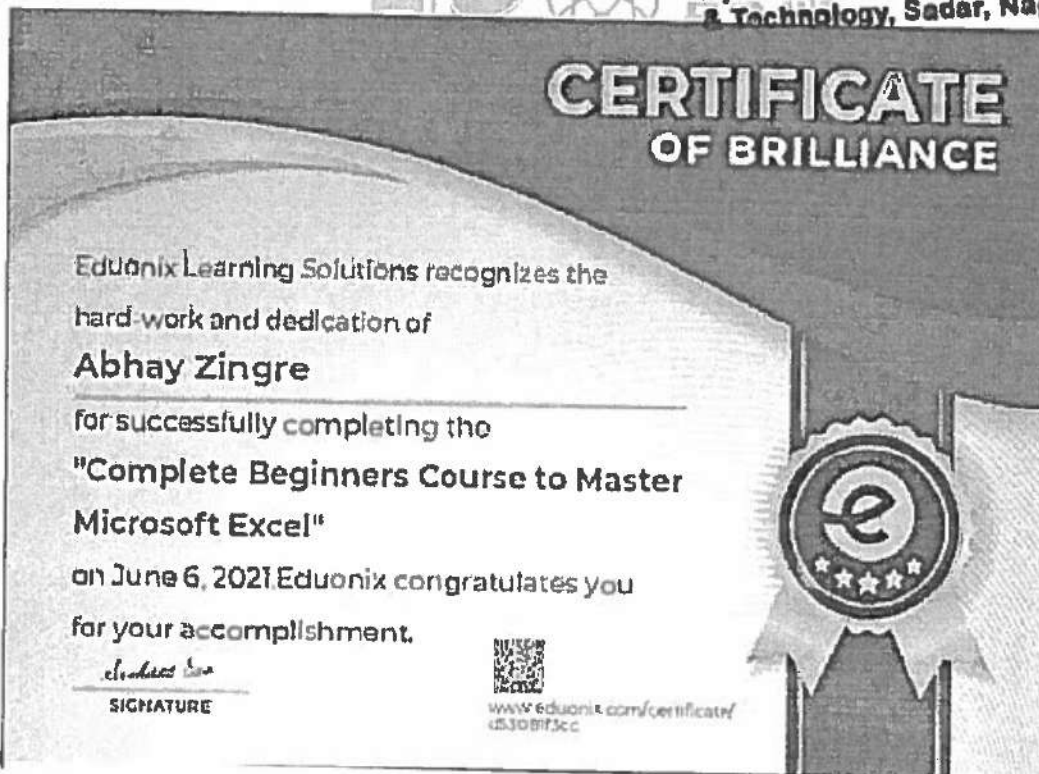 & Technology, Sadar,
CERTIFICATE
OF BRILLIANCE
Eduonix Learning Solutions recognizes the
hard-work and dedication of
Abhay Zingre
for successfully completing the
"Complete Beginners Course to Master
Microsoft Excel"
on June 6, 2021 Eduonix congratulates you
for your accomplishment.
SIGNATURE
www.eduonix.com/certificate/